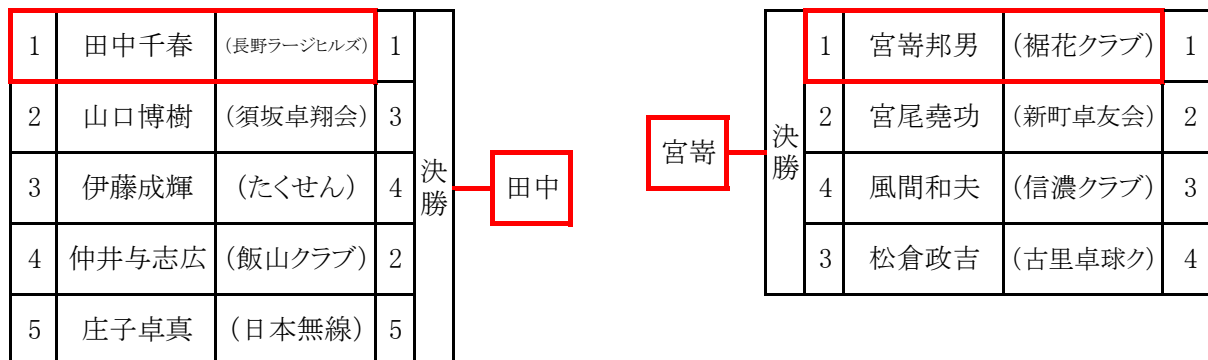 1 田中千春 (長野ラージヒルズ) 1
2 山口博樹 (須坂卓翔会) 3
3 伊藤成輝 (たくせん) 4
4 仲井与志広 (飯山クラブ) 2
5 庄子卓真 (日本無線) 5
決勝
田中
宮嵜
決勝
1 宮嵜邦男 (裾花クラブ) 1
2 宮尾堯功 (新町卓友会) 2
4 風間和夫 (信濃クラブ) 3
3 松倉政吉 (古里卓球ク) 4